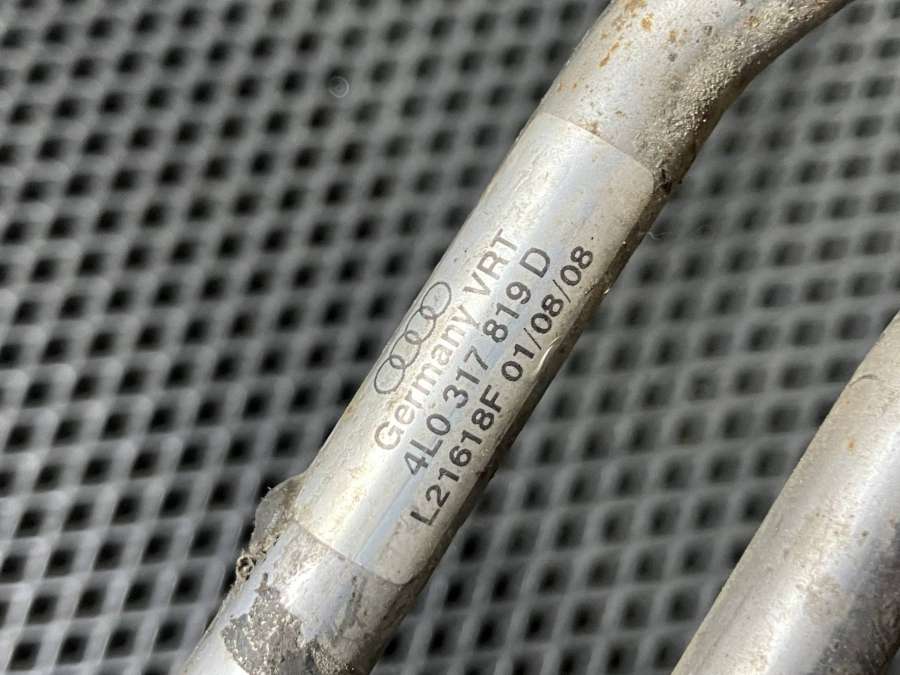 Germany VRT
4L0 317 819 D
L21618F 01/08/08